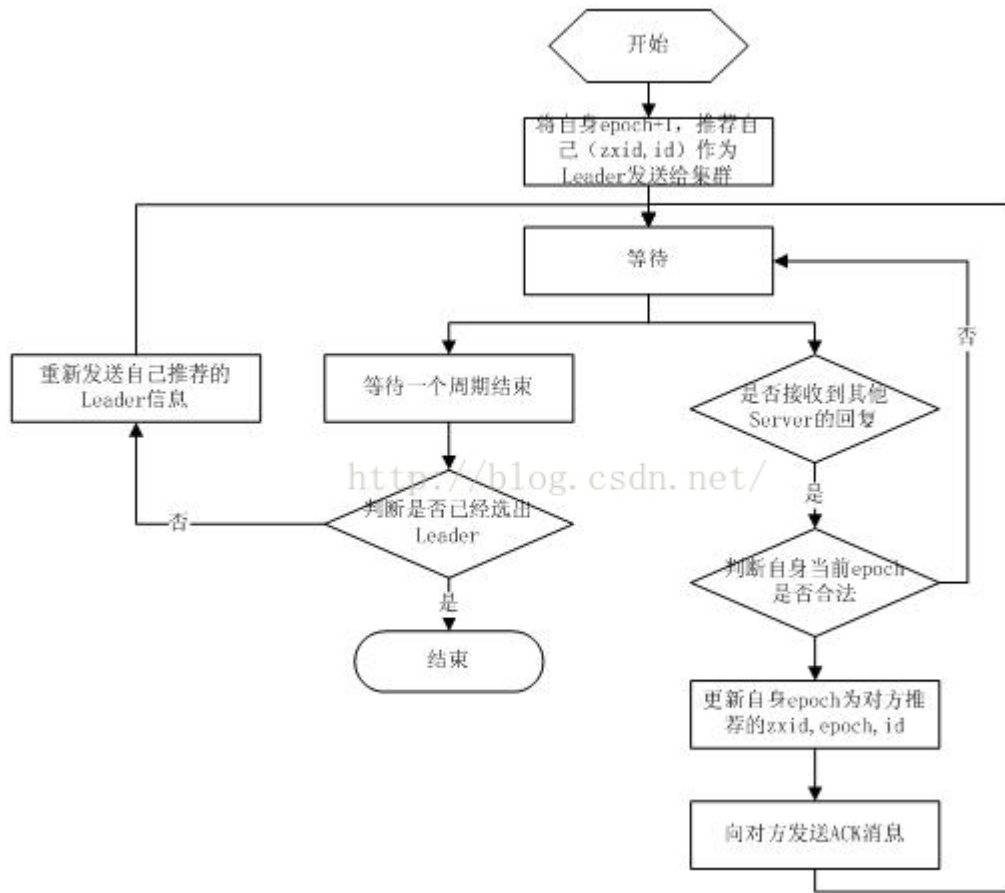 开始
将自身epoch+1，推荐自
己（zxid,id）作为
Leader发送给集群
等待
否
重新发送自己推荐的
Leader信息
等待一个周期结束
是否接收到其他
Server的回复
http://blog.csdn.net/
是
否
判断是否已经选出
Leader
判断自身当前epoch
是否合法
是
结束
更新自身epoch为对方推
荐的zxid,epoch,id
向对方发送ACK消息